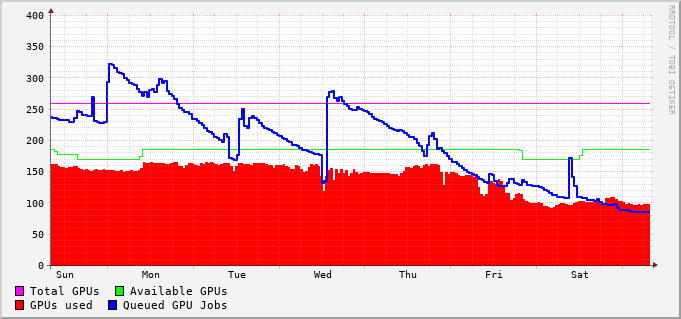 400
350
300
250
200
150
100
50
0
Sun Mon Tue Wed Thu Fri Sat
Total GPUs Available GPUs
GPUs used Queued GPU Jobs
RRDTOOL / TOBI OETIKER